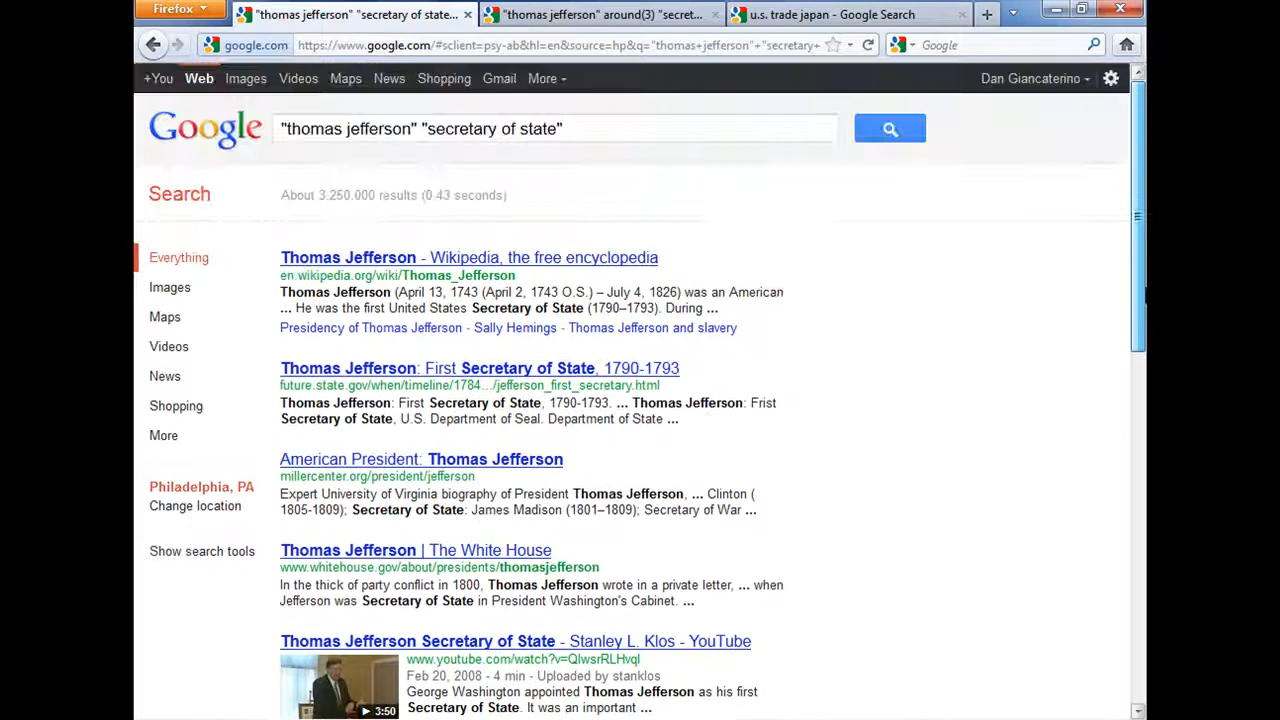 Firefox
"thomas jefferson" "secretary of state...
"thomas jefferson" around(3) "secret...
u.s. trade japan - Google Search
google.com
https://www.google.com/#sclient=psy-ab&hl=en&source=hp&q="thomas+jefferson"+"secretary+
Google
+You Web Images Videos Maps News Shopping Gmail More
Dan Giancaterino
Google
"thomas jefferson" "secretary of state"
Search
About 3,250,000 results (0.43 seconds)
Everything
Images
Maps
Videos
News
Shopping
More
Philadelphia, PA
Change location
Show search tools
Thomas Jefferson - Wikipedia, the free encyclopedia
en.wikipedia.org/wiki/Thomas_Jefferson
Thomas Jefferson (April 13, 1743 (April 2, 1743 O.S.) – July 4, 1826) was an American
... He was the first United States Secretary of State (1790–1793). During ...
Presidency of Thomas Jefferson - Sally Hemings - Thomas Jefferson and slavery
Thomas Jefferson: First Secretary of State, 1790-1793
future.state.gov/when/timeline/1784.../jefferson_first_secretary.html
Thomas Jefferson: First Secretary of State, 1790-1793. ... Thomas Jefferson: Frist
Secretary of State, U.S. Department of Seal. Department of State ...
American President: Thomas Jefferson
millercenter.org/president/jefferson
Expert University of Virginia biography of President Thomas Jefferson, ... Clinton (
1805-1809); Secretary of State: James Madison (1801–1809); Secretary of War ...
Thomas Jefferson | The White House
www.whitehouse.gov/about/presidents/thomasjefferson
In the thick of party conflict in 1800, Thomas Jefferson wrote in a private letter, ... when
Jefferson was Secretary of State in President Washington's Cabinet. ...
Thomas Jefferson Secretary of State - Stanley L. Klos - YouTube
www.youtube.com/watch?v=QlwsrRLHvqI
Feb 20, 2008 - 4 min - Uploaded by stanklos
George Washington appointed Thomas Jefferson as his first
Secretary of State. It was an important ...
3:50